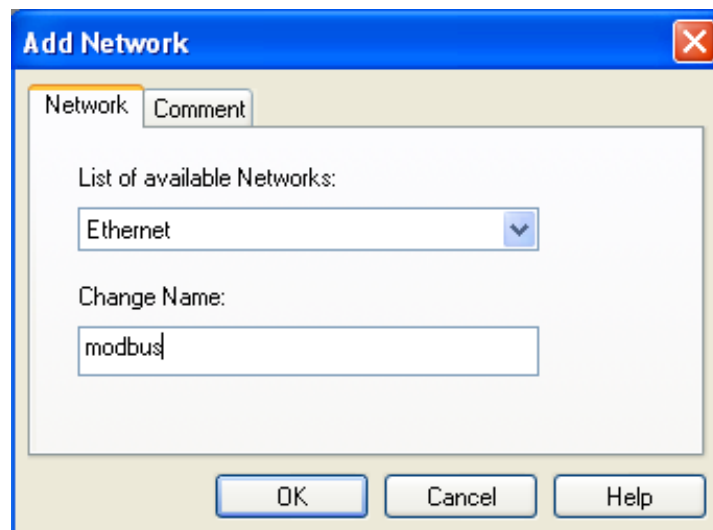 Add Network
Network Comment
List of available Networks:
Ethernet
Change Name:
modbus
OK Cancel Help